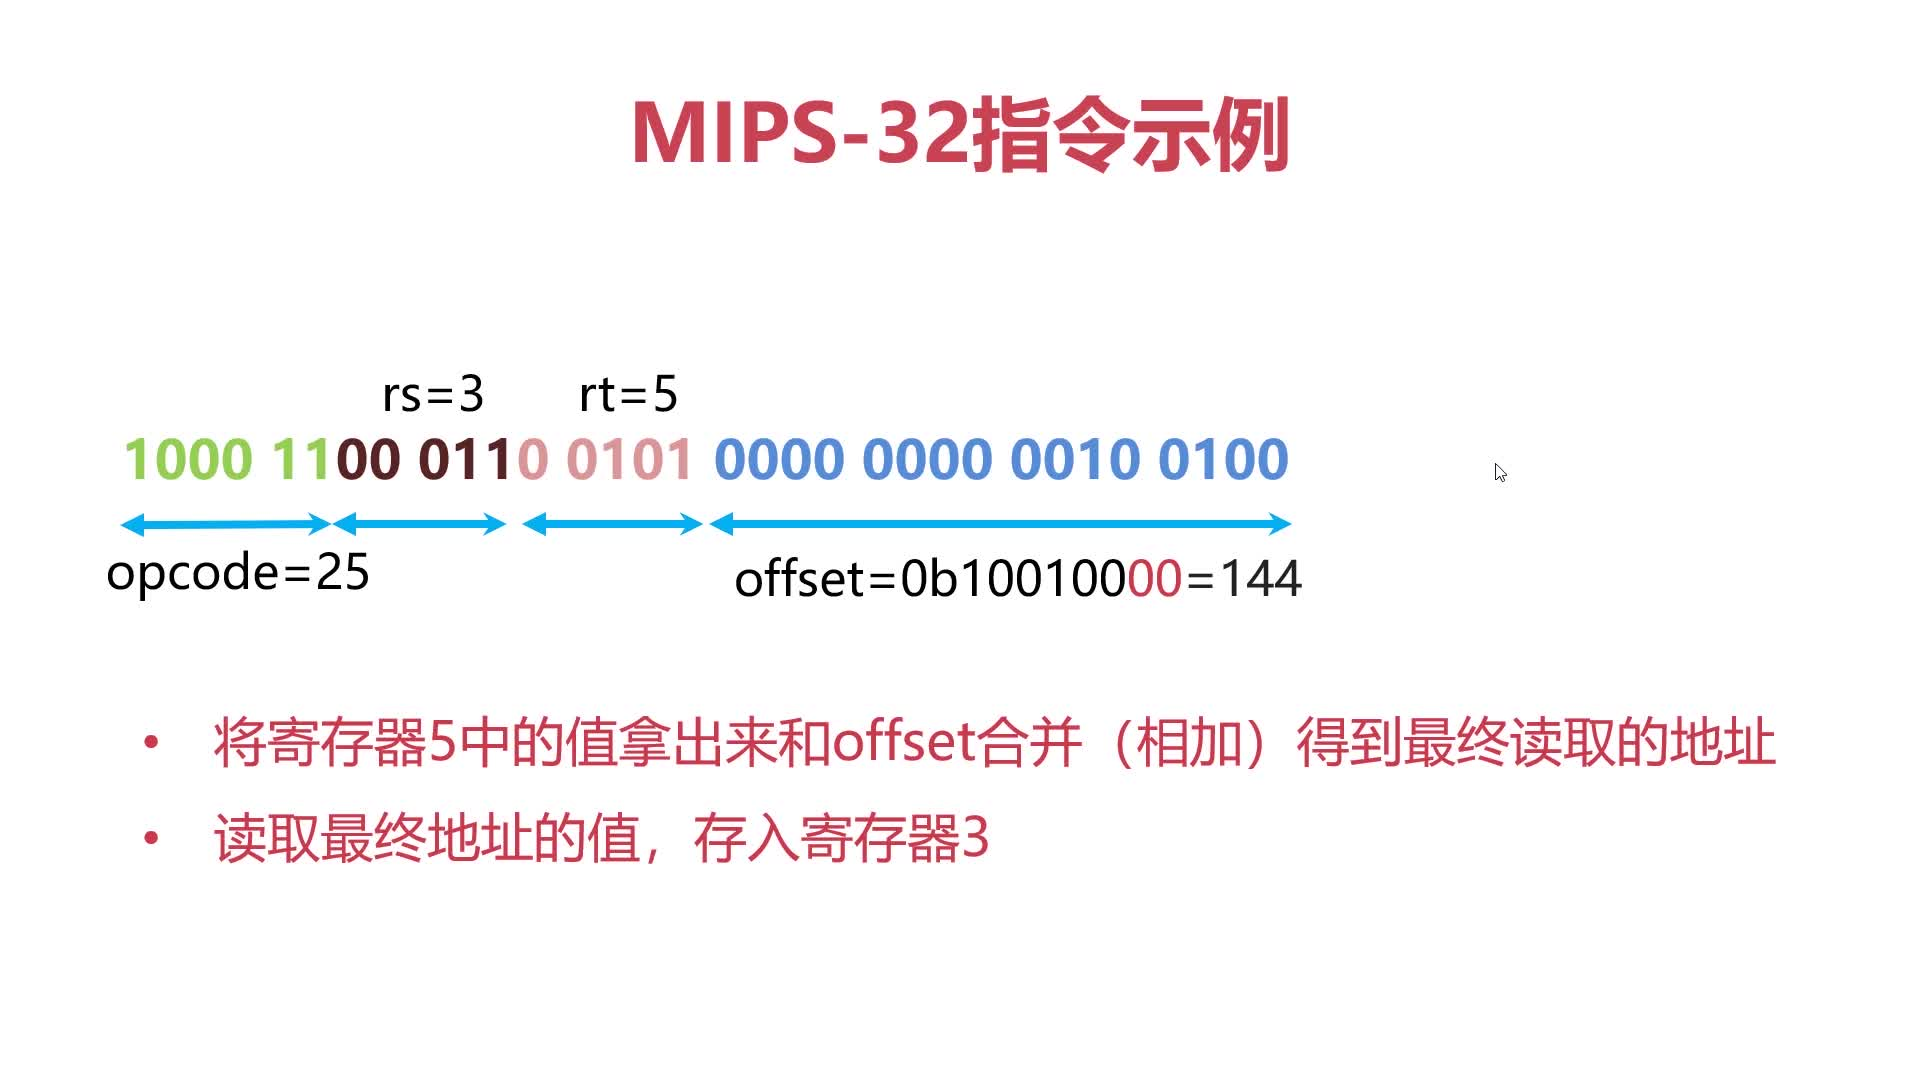 MIPS-32指令示例
rs=3 rt=5
1000 1100 0110 0101 0000 0000 0010 0100
opcode=25
offset=0b10010000=144
• 将寄存器5中的值拿出来和offset合并（相加）得到最终读取的地址
• 读取最终地址的值，存入寄存器3